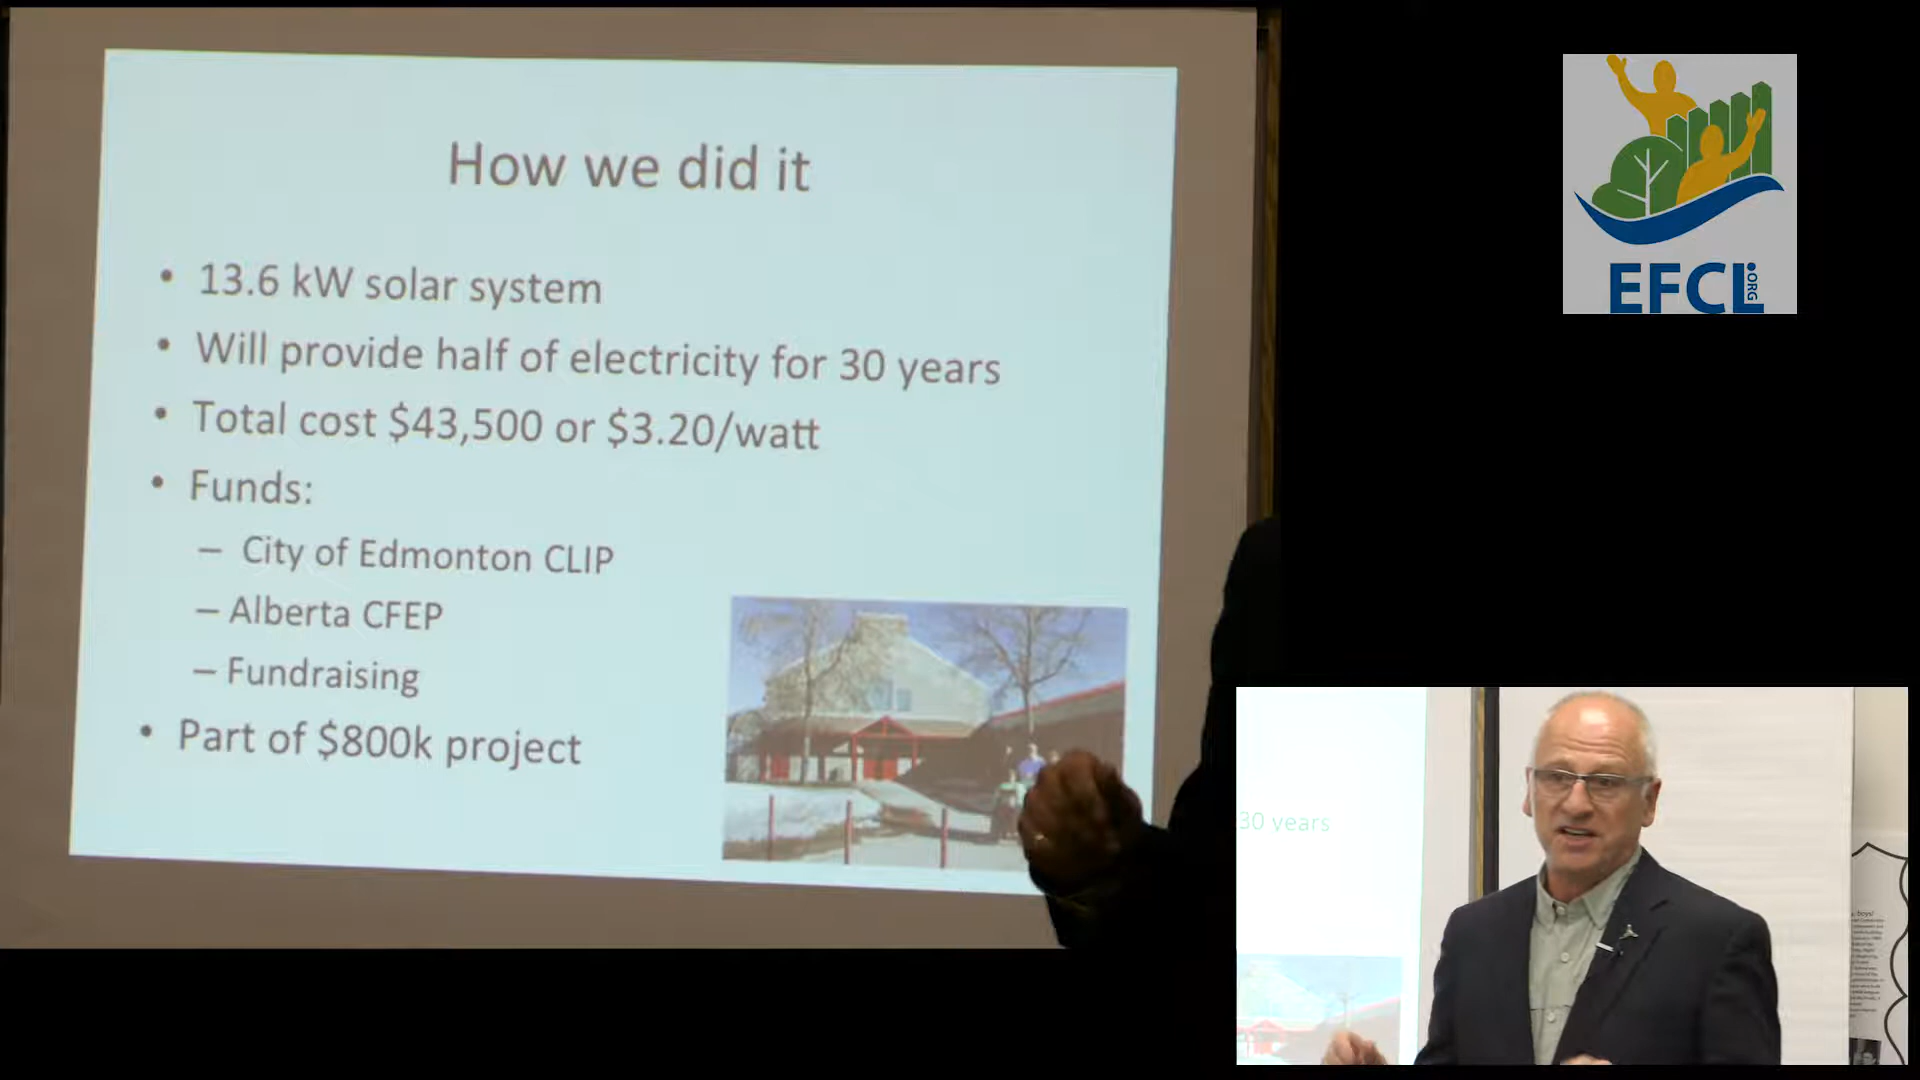 How we did it
• 13.6 kW solar system
• Will provide half of electricity for 30 years
• Total cost $43,500 or $3.20/watt
• Funds:
– City of Edmonton CLIP
– Alberta CFEP
– Fundraising
• Part of $800k project
EFCL.ORG
30 years